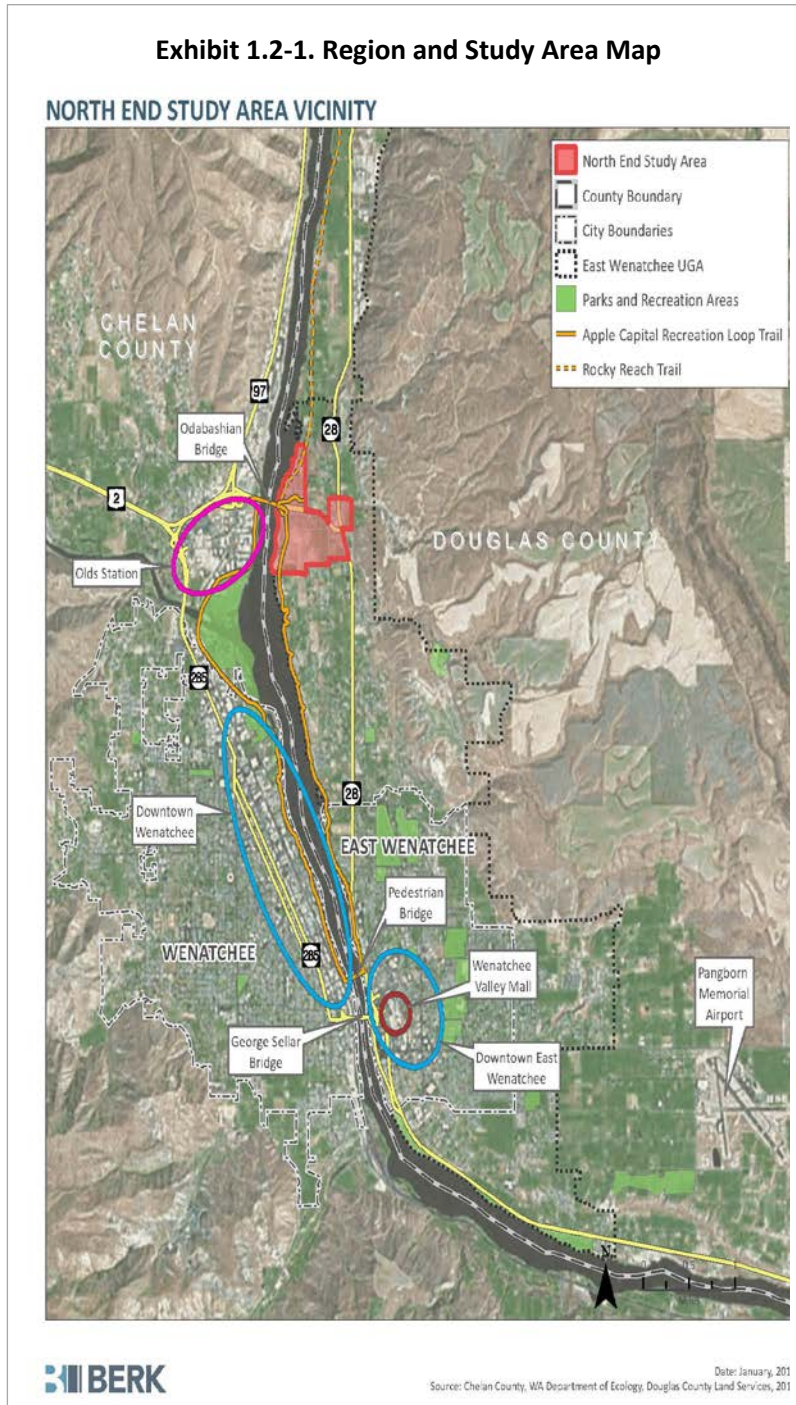 Exhibit 1.2-1. Region and Study Area Map
NORTH END STUDY AREA VICINITY
North End Study Area
County Boundary
City Boundaries
East Wenatchee UGA
Parks and Recreation Areas
Apple Capital Recreation Loop Trail
Rocky Reach Trail
CHELAN
COUNTY
97
Odabashian
Bridge
28
2
DOUGLAS COUNTY
Olds Station
285
28
Downtown
Wenatchee
EAST WENATCHEE
Pedestrian
Bridge
WENATCHEE
285
Wenatchee
Valley Mall
Pangborn
Memorial
Airport
George Sellar
Bridge
Downtown East
Wenatchee
N
BERK
Date: January, 201
Source: Chelan County, WA Department of Ecology, Douglas County Land Services, 201